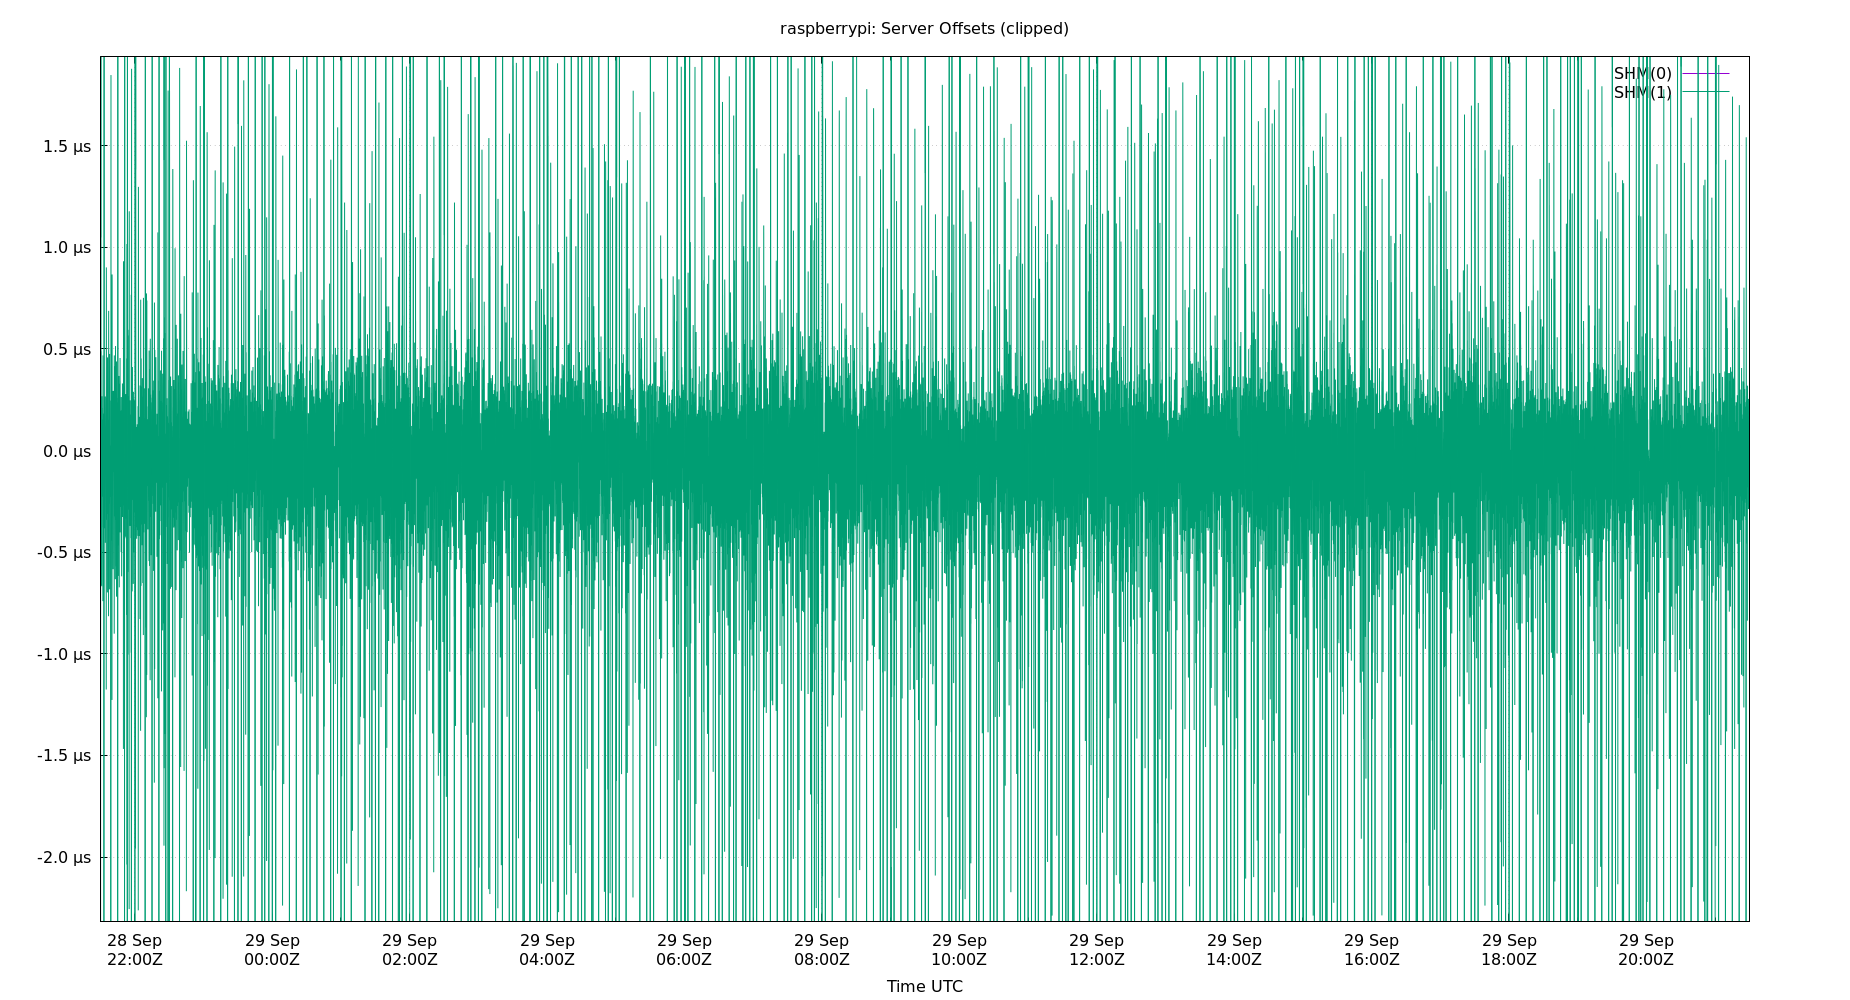 raspberrypi: Server Offsets (clipped)
SHM(0)
SHM(1)
1.5 µs
1.0 µs
0.5 µs
0.0 µs
-0.5 µs
-1.0 µs
-1.5 µs
-2.0 µs
28 Sep 29 Sep 29 Sep 29 Sep 29 Sep 29 Sep 29 Sep 29 Sep 29 Sep 29 Sep 29 Sep 29 Sep
22:00Z 00:00Z 02:00Z 04:00Z 06:00Z 08:00Z 10:00Z 12:00Z 14:00Z 16:00Z 18:00Z 20:00Z
Time UTC